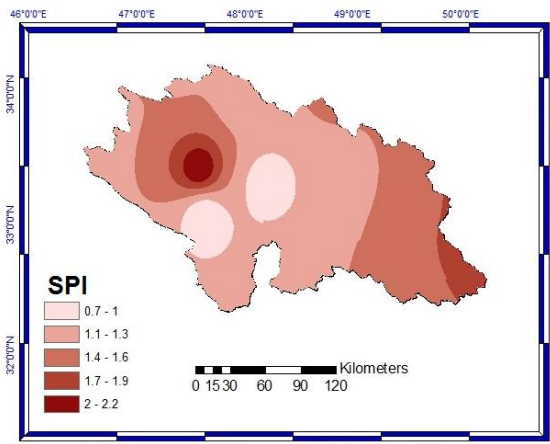 46°0'0"E 47°0'0"E 48°0'0"E 49°0'0"E 50°0'0"E
34°0'0"N
33°0'0"N
32°0'0"N
SPI
0.7 - 1
1.1 - 1.3
1.4 - 1.6
1.7 - 1.9
2 - 2.2
Kilometers
0 15 30 60 90 120